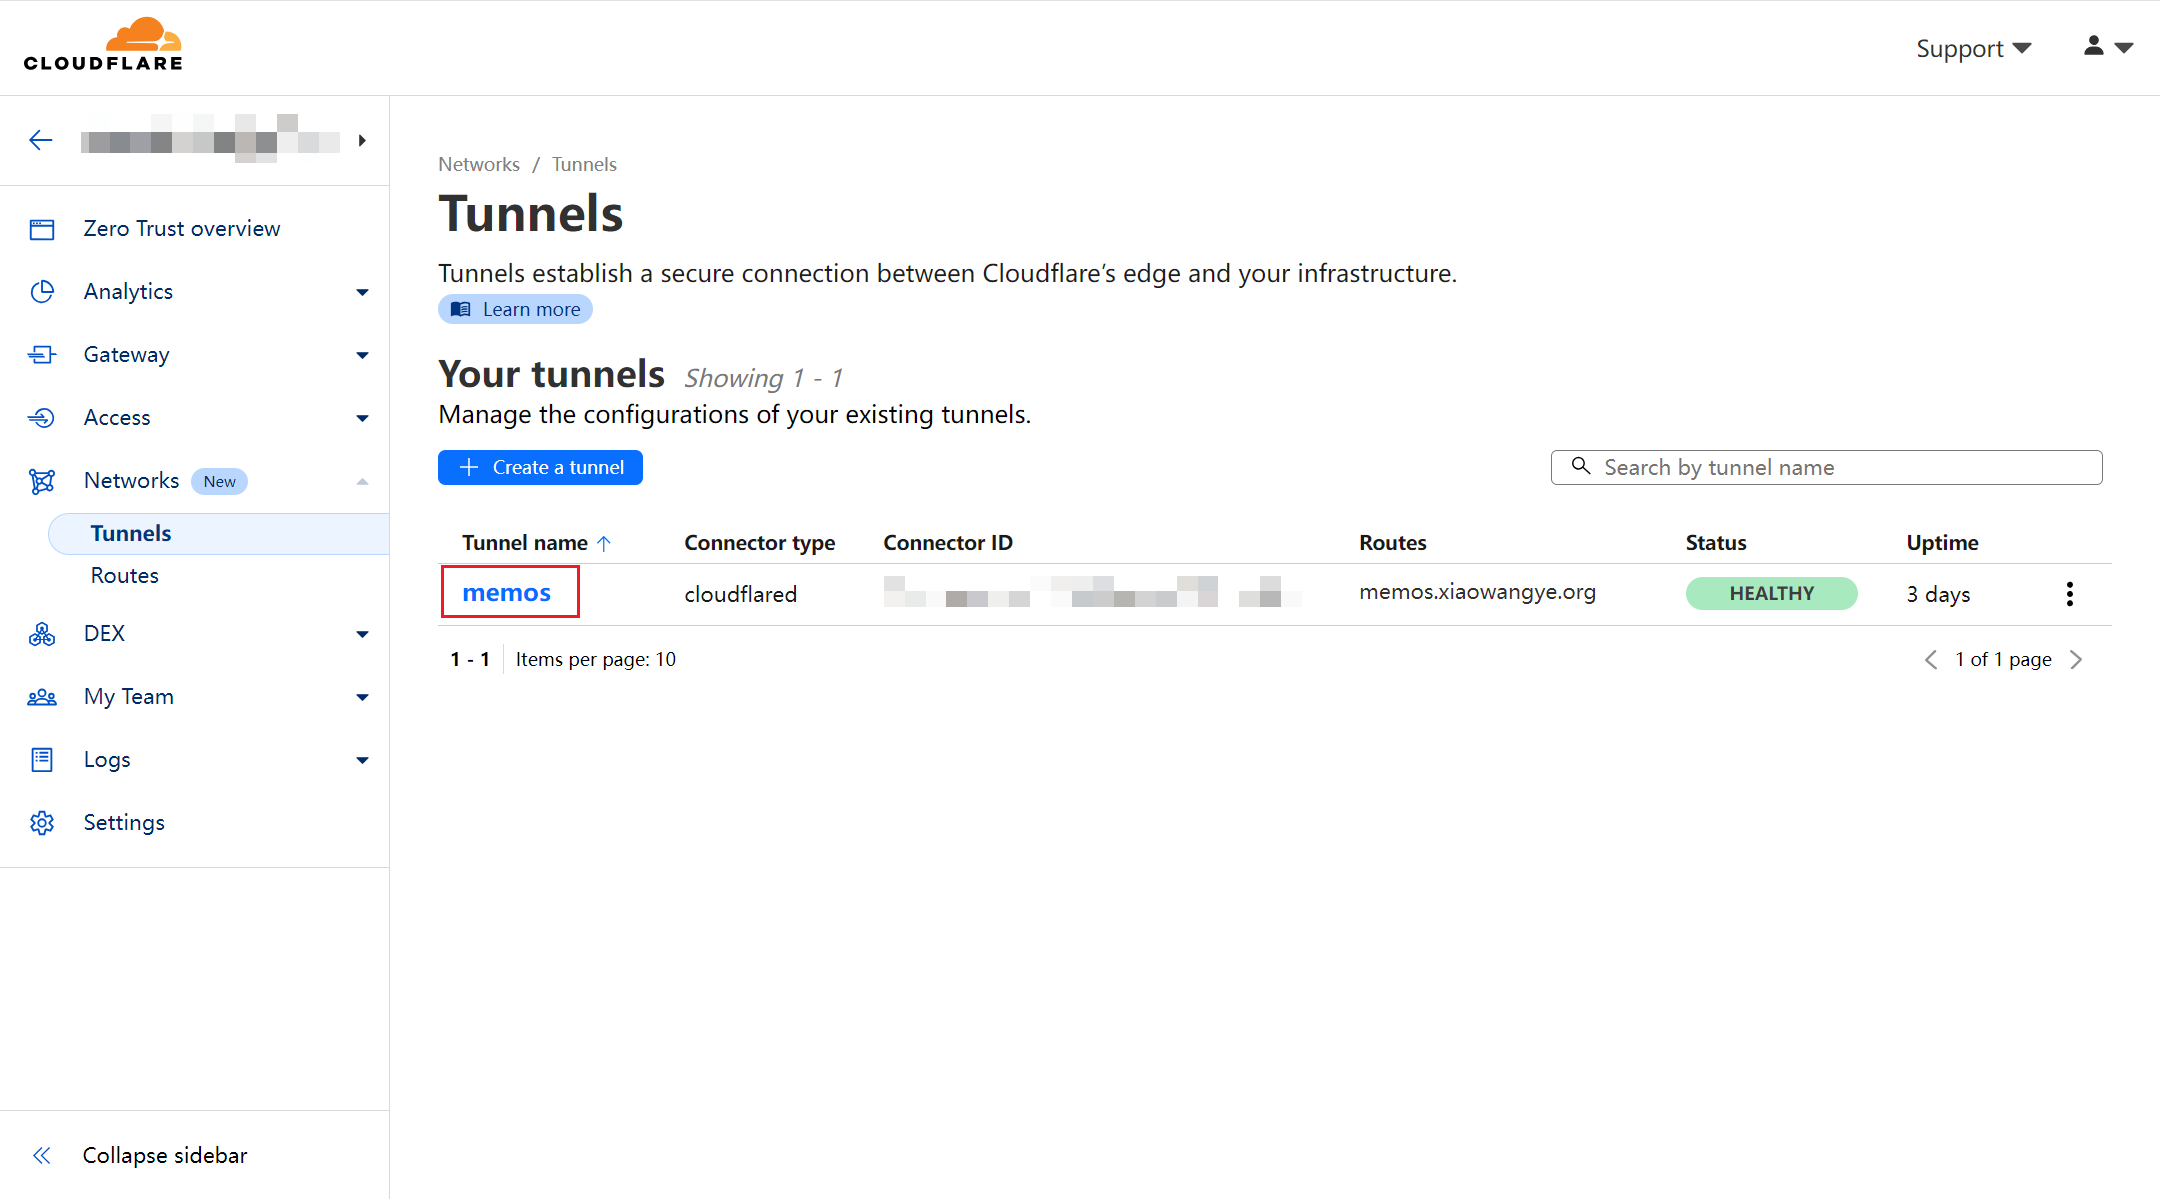 CLOUDFLARE
Support
Zero Trust overview
Analytics
Gateway
Access
Networks New
Tunnels
Routes
DEX
My Team
Logs
Settings
Collapse sidebar
Networks / Tunnels
Tunnels
Tunnels establish a secure connection between Cloudflare’s edge and your infrastructure.
Learn more
Your tunnels Showing 1 - 1
Manage the configurations of your existing tunnels.
Create a tunnel
Search by tunnel name
Tunnel name Connector type Connector ID Routes Status Uptime
memos cloudflared memos.xiaowangye.org HEALTHY 3 days
1 - 1 Items per page: 10 1 of 1 page